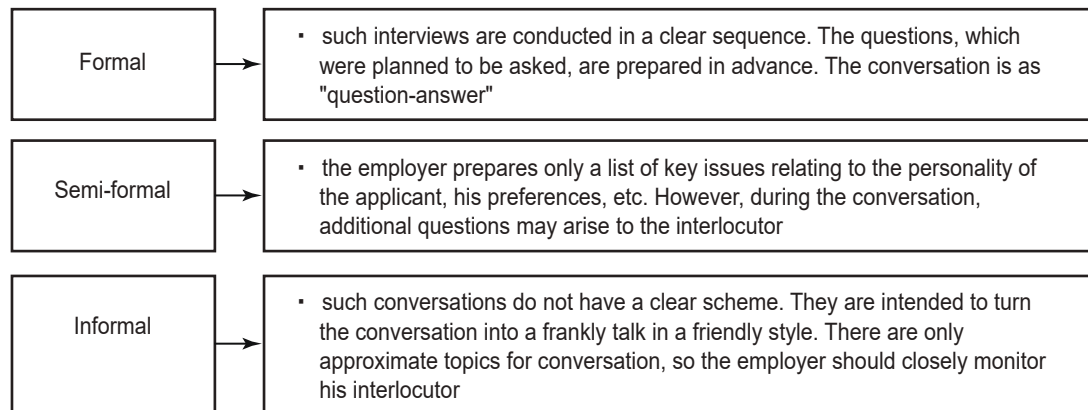 Formal
▪ such interviews are conducted in a clear sequence. The questions, which
were planned to be asked, are prepared in advance. The conversation is as
"question-answer"
Semi-formal
▪ the employer prepares only a list of key issues relating to the personality of
the applicant, his preferences, etc. However, during the conversation,
additional questions may arise to the interlocutor
Informal
▪ such conversations do not have a clear scheme. They are intended to turn
the conversation into a frankly talk in a friendly style. There are only
approximate topics for conversation, so the employer should closely monitor
his interlocutor